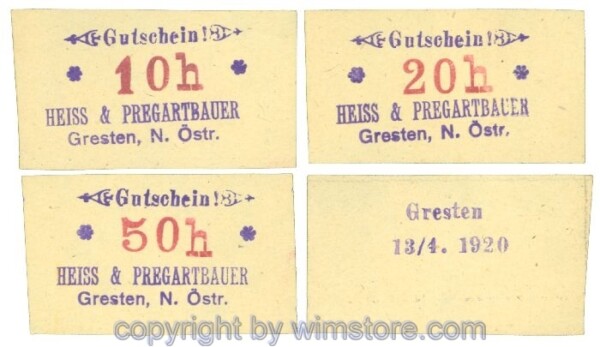 Gutschein!
10h
HEISS & PREGARTBAUER
Gresten, N. Östr.
Gutschein!
20h
HEISS & PREGARTBAUER
Gresten, N. Östr.
Gutschein!
50h
HEISS & PREGARTBAUER
Gresten, N. Östr.
Gresten
13/4. 1920
copyright by wimstore.com